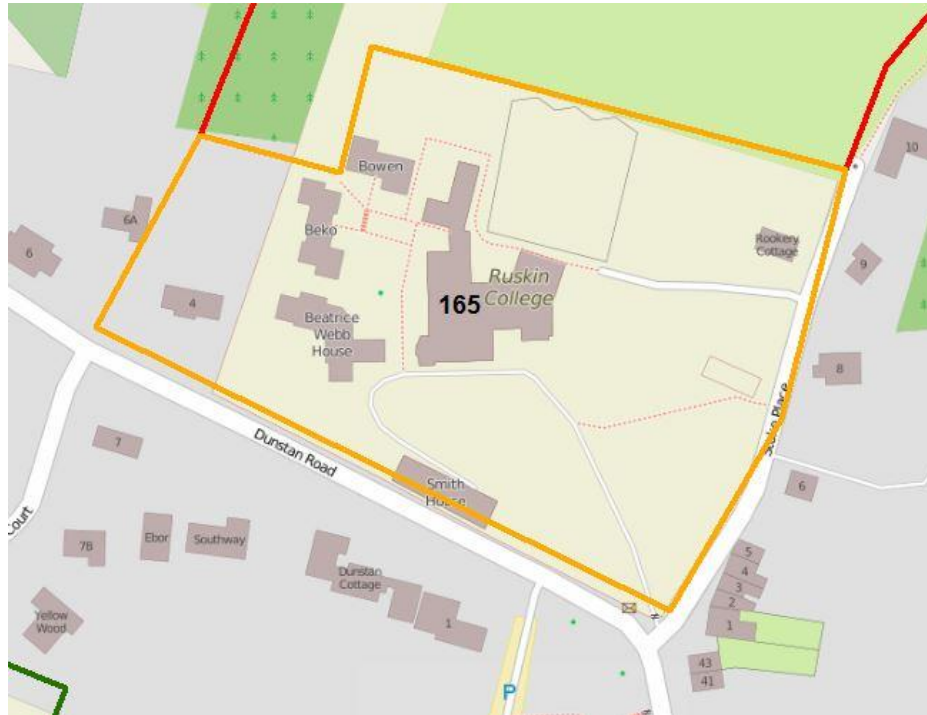 10
Bowen
6A
Beko
Rookery
Cottage
6
9
Ruskin
College
4
165
Beatrice
Webb
House
8
Place
Dunstan Road
7
Smith
House
6
Court
7B
Ebor
Southway
5
4
3
2
1
Dunstan
Cottage
Yellow
Wood
1
43
41
P